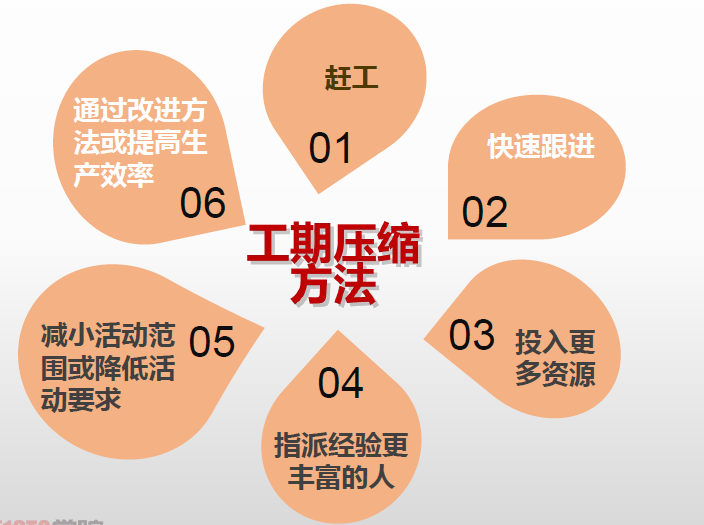 工期压缩
方法
赶工
01
快速跟进
02
03
投入更
多资源
04
指派经验更
丰富的人
减小活动范
围或降低活
动要求
05
通过改进方
法或提高生
产效率
06